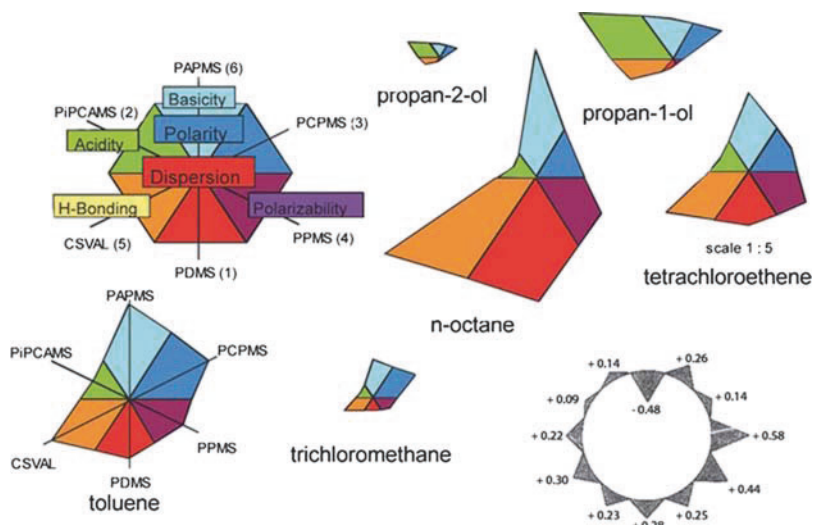 PAPMS (6)
Basicity
PiPCAMS (2)
Polarity
PCPMS (3)
Acidity
Dispersion
H-Bonding
Polarizability
CSVAL (5)
PPMS (4)
PDMS (1)
propan-2-ol
propan-1-ol
n-octane
scale 1 : 5
tetrachloroethene
PAPMS
PiPCAMS
PCPMS
CSVAL
PPMS
PDMS
toluene
trichloromethane
+ 0.14
+ 0.26
+ 0.09
- 0.48
+ 0.14
+ 0.22
+ 0.58
+ 0.30
+ 0.44
+ 0.23
+ 0.25